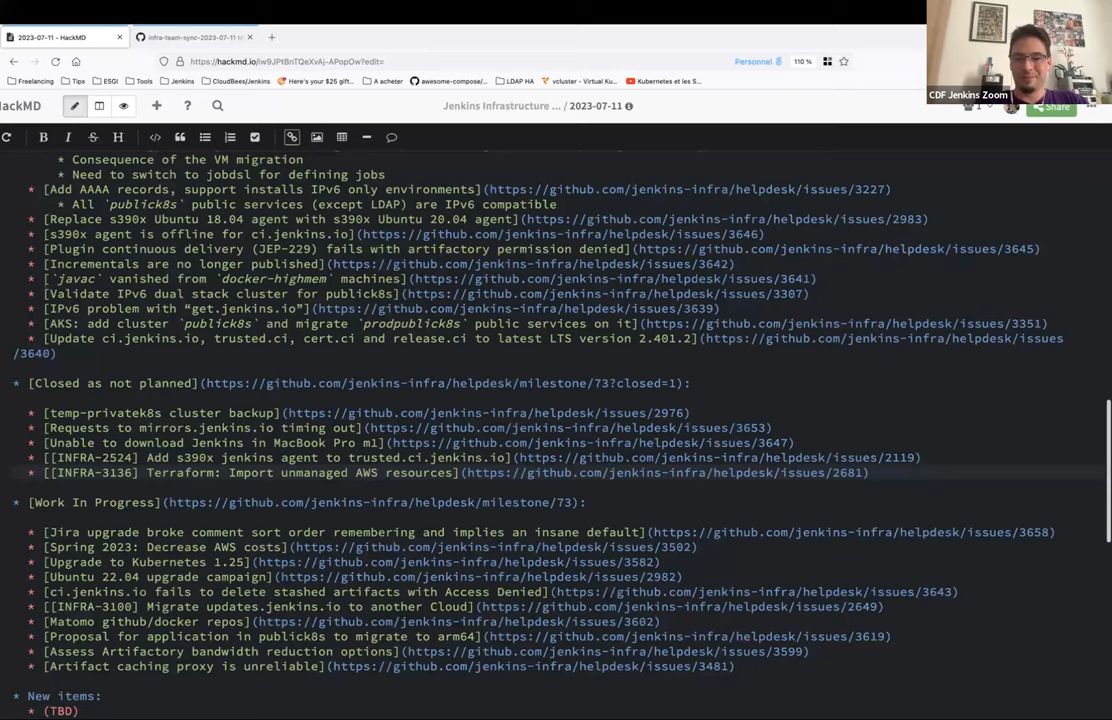 2023-07-11 - HackMD
infra-team-sync-2023-07-11 M
https://hackmd.io/iw9JPtBnTQeXvAj-APopQw?edit=
Personnel
110 %
Freelancing
Tips
ESGI
Tools
Jenkins
CloudBees/Jenkins
Here's your $25 gift...
A acheter
awesome-compose/...
LDAP HA
vcluster - Virtual Ku...
Kubernetes et les S...
CDF Jenkins Zoom
HackMD
Jenkins Infrastructure ... / 2023-07-11
1
Share
B I S H
* Consequence of the VM migration
* Need to switch to jobdsl for defining jobs
* [Add AAAA records, support installs IPv6 only environments](https://github.com/jenkins-infra/helpdesk/issues/3227)
* All `publick8s` public services (except LDAP) are IPv6 compatible
* [Replace s390x Ubuntu 18.04 agent with s390x Ubuntu 20.04 agent](https://github.com/jenkins-infra/helpdesk/issues/2983)
* [s390x agent is offline for ci.jenkins.io](https://github.com/jenkins-infra/helpdesk/issues/3646)
* [Plugin continuous delivery (JEP-229) fails with artifactory permission denied](https://github.com/jenkins-infra/helpdesk/issues/3645)
* [Incrementals are no longer published](https://github.com/jenkins-infra/helpdesk/issues/3642)
* [`javac` vanished from `docker-highmem` machines](https://github.com/jenkins-infra/helpdesk/issues/3641)
* [Validate IPv6 dual stack cluster for publick8s](https://github.com/jenkins-infra/helpdesk/issues/3307)
* [IPv6 problem with “get.jenkins.io”](https://github.com/jenkins-infra/helpdesk/issues/3639)
* [AKS: add cluster `publick8s` and migrate `prodpublick8s` public services on it](https://github.com/jenkins-infra/helpdesk/issues/3351)
* [Update ci.jenkins.io, trusted.ci, cert.ci and release.ci to latest LTS version 2.401.2](https://github.com/jenkins-infra/helpdesk/issues
/3640)
* [Closed as not planned](https://github.com/jenkins-infra/helpdesk/milestone/73?closed=1):
* [temp-privatek8s cluster backup](https://github.com/jenkins-infra/helpdesk/issues/2976)
* [Requests to mirrors.jenkins.io timing out](https://github.com/jenkins-infra/helpdesk/issues/3653)
* [Unable to download Jenkins in MacBook Pro m1](https://github.com/jenkins-infra/helpdesk/issues/3647)
* [[INFRA-2524] Add s390x jenkins agent to trusted.ci.jenkins.io](https://github.com/jenkins-infra/helpdesk/issues/2119)
* [[INFRA-3136] Terraform: Import unmanaged AWS resources](https://github.com/jenkins-infra/helpdesk/issues/2681)
* [Work In Progress](https://github.com/jenkins-infra/helpdesk/milestone/73):
* [Jira upgrade broke comment sort order remembering and implies an insane default](https://github.com/jenkins-infra/helpdesk/issues/3658)
* [Spring 2023: Decrease AWS costs](https://github.com/jenkins-infra/helpdesk/issues/3502)
* [Upgrade to Kubernetes 1.25](https://github.com/jenkins-infra/helpdesk/issues/3582)
* [Ubuntu 22.04 upgrade campaign](https://github.com/jenkins-infra/helpdesk/issues/2982)
* [ci.jenkins.io fails to delete stashed artifacts with Access Denied](https://github.com/jenkins-infra/helpdesk/issues/3643)
* [[INFRA-3100] Migrate updates.jenkins.io to another Cloud](https://github.com/jenkins-infra/helpdesk/issues/2649)
* [Matomo github/docker repos](https://github.com/jenkins-infra/helpdesk/issues/3602)
* [Proposal for application in publick8s to migrate to arm64](https://github.com/jenkins-infra/helpdesk/issues/3619)
* [Assess Artifactory bandwidth reduction options](https://github.com/jenkins-infra/helpdesk/issues/3599)
* [Artifact caching proxy is unreliable](https://github.com/jenkins-infra/helpdesk/issues/3481)
* New items:
* (TBD)